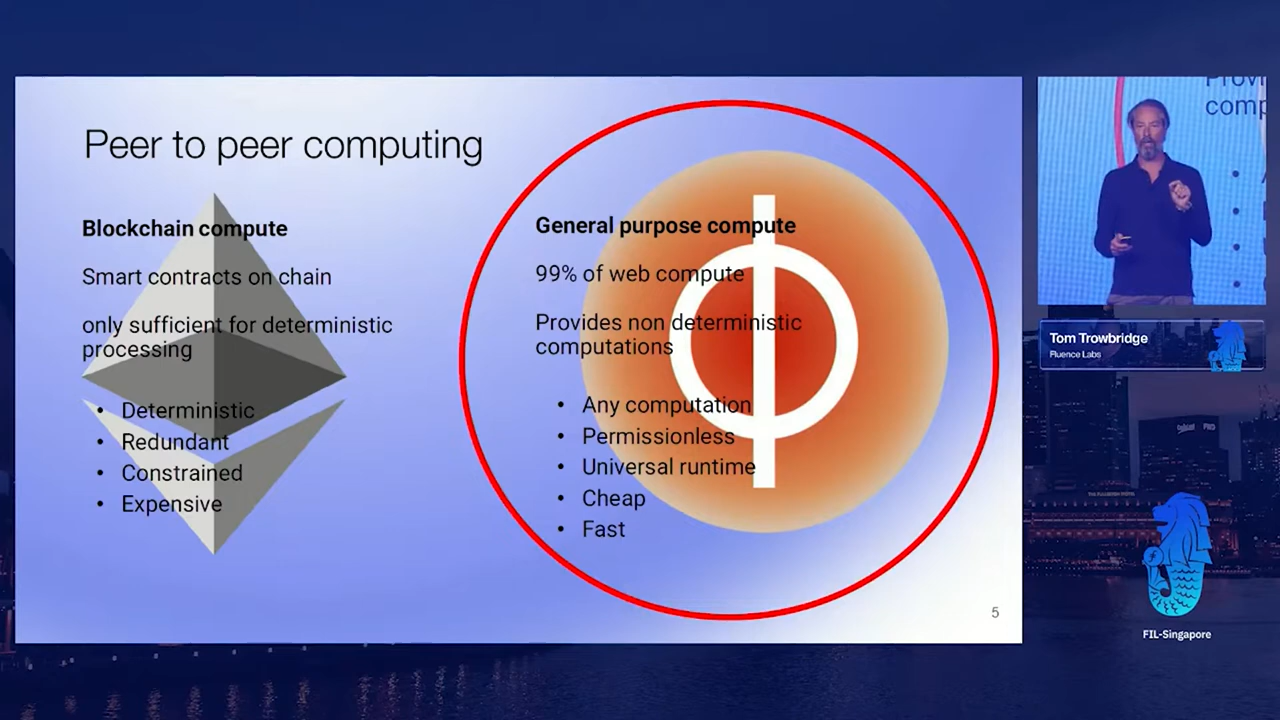 Peer to peer computing
Blockchain compute
Smart contracts on chain
only sufficient for deterministic
processing
• Deterministic
• Redundant
• Constrained
• Expensive
General purpose compute
99% of web compute
Provides non deterministic
computations
• Any computation
• Permissionless
• Universal runtime
• Cheap
• Fast
5
comp
Tom Trowbridge
Fluence Labs
FIL-Singapore